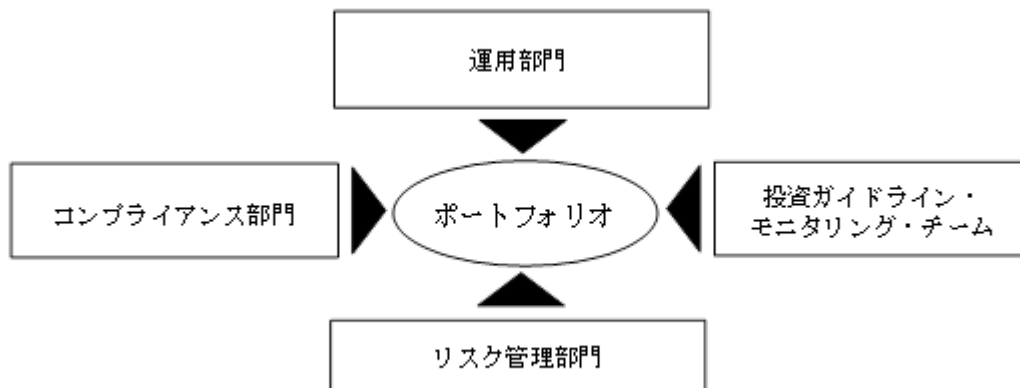 運用部門
コンプライアンス部門
ポートフォリオ
投資ガイドライン・
モニタリング・チーム
リスク管理部門